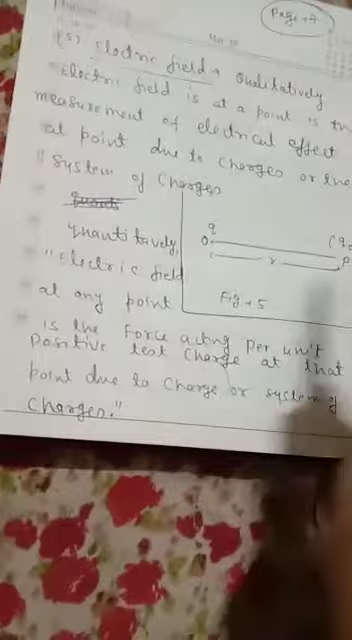 Page → 7
(5) Electric field → Qualitatively
Electric field is at a point is the
measurement of electrical effect
at point due to charges or the
system of Charges
quantitavely,
"Electric field
at any point
is the Force acting per unit
Positive test Charge at that
point due to Charge or system of
Charges."
q
(q0
r
P
Fig → 5